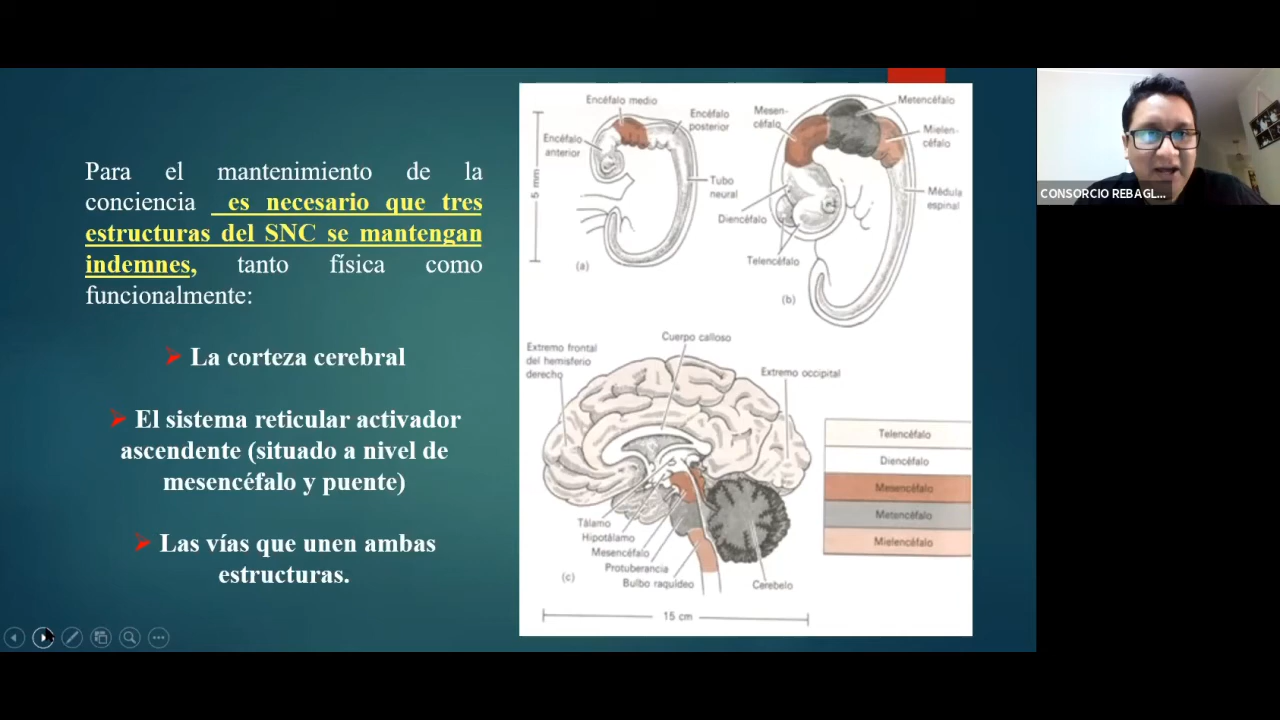 Para el mantenimiento de la
conciencia es necesario que tres
estructuras del SNC se mantengan
indemnes, tanto física como
funcionalmente:
➢ La corteza cerebral
➢ El sistema reticular activador
ascendente (situado a nivel de
mesencéfalo y puente)
➢ Las vías que unen ambas
estructuras.
Encéfalo medio
Encéfalo
posterior
Encéfalo
anterior
5 mm
Tubo
neural
(a)
Mesen-
céfalo
Metencéfalo
Mielen-
céfalo
Médula
espinal
Diencéfalo
Telencéfalo
(b)
Cuerpo calloso
Extremo frontal
del hemisferio
derecho
Extremo occipital
Tálamo
Hipotálamo
Mesencéfalo
Protuberancia
Bulbo raquídeo
Cerebelo
(c)
15 cm
Telencéfalo
Diencéfalo
Mesencéfalo
Metencéfalo
Mielencéfalo
CONSORCIO REBAGL...